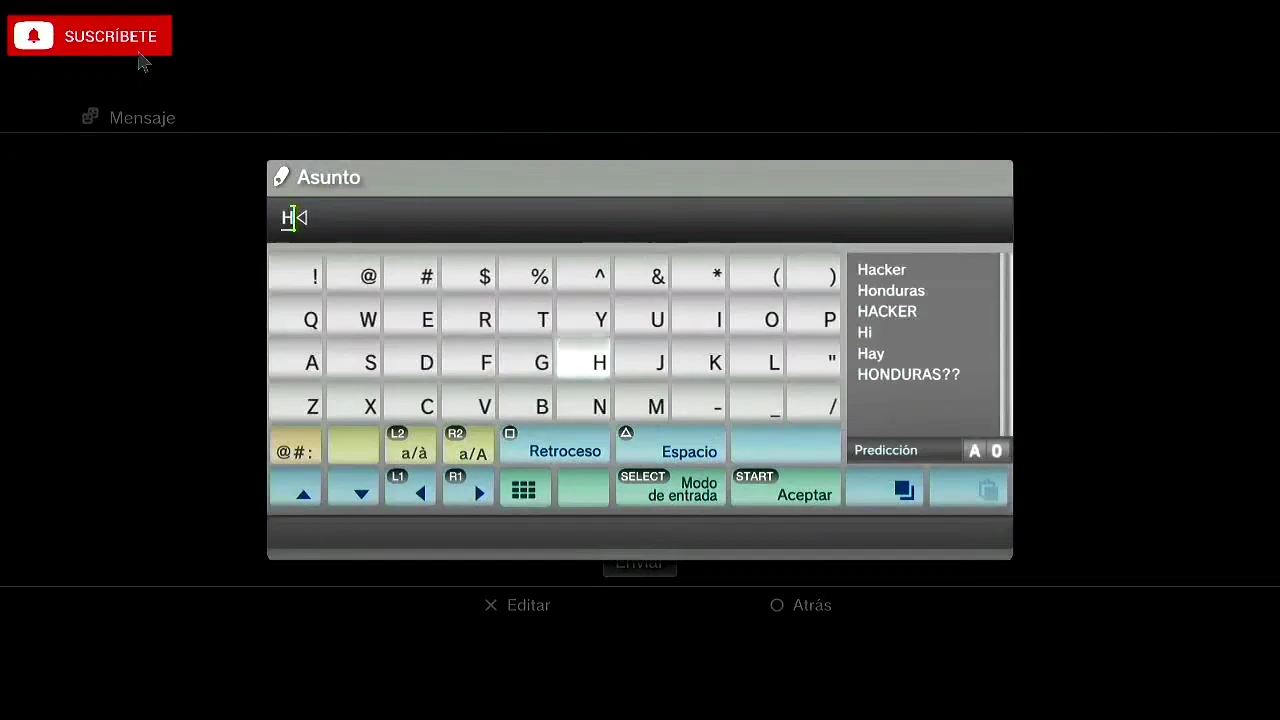 SUSCRÍBETE
Mensaje
Asunto
H
! @ # $ % ^ & * ( )
Q W E R T Y U I O P
A S D F G H J K L "
Z X C V B N M - _ /
Hacker
Honduras
HACKER
Hi
Hay
HONDURAS??
Predicción A 0
@#: L2 a/à R2 a/A Retroceso Espacio
L1 R1 SELECT Modo de entrada START Aceptar
Enviar
Editar Atrás